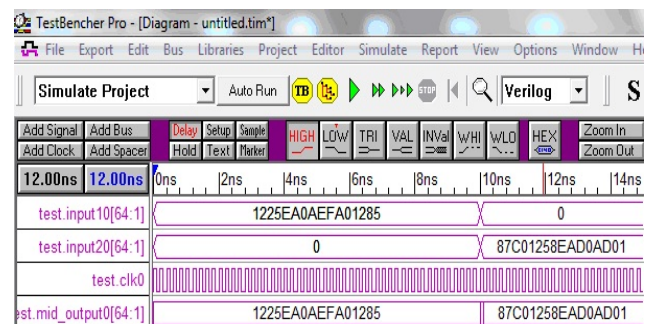 TestBencher Pro - [Diagram - untitled.tim*]
File Export Edit Bus Libraries Project Editor Simulate Report View Options Window
Simulate Project Auto Run TB STOP Verilog S
Add Signal Add Bus Delay Setup Sample HIGH LOW TRI VAL INVal WHI WLO HEX Zoom In
Add Clock Add Spacer Hold Text Marker Zoom Out
12.00ns 12.00ns 0ns 2ns 4ns 6ns 8ns 10ns 12ns 14ns
test.input10[64:1] 1225EA0AEFA01285 0
test.input20[64:1] 0 87C01258EAD0AD01
test.clk0
est.mid_output0[64:1] 1225EA0AEFA01285 87C01258EAD0AD01